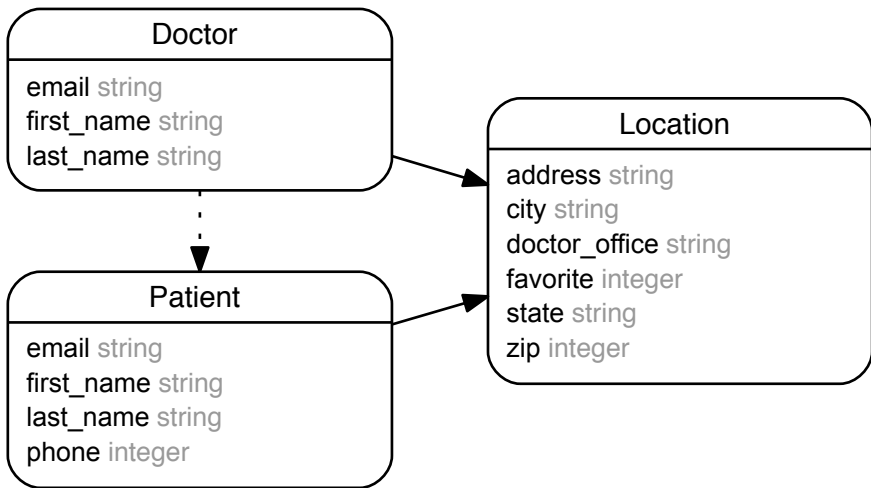 Doctor
email string
first_name string
last_name string
Patient
email string
first_name string
last_name string
phone integer
Location
address string
city string
doctor_office string
favorite integer
state string
zip integer